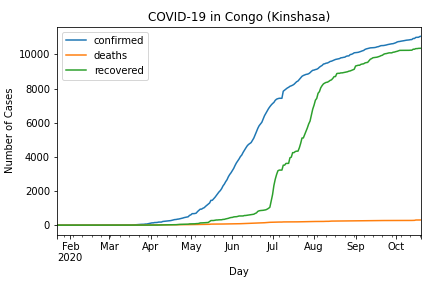 COVID-19 in Congo (Kinshasa)
confirmed
deaths
recovered
Number of Cases
10000
8000
6000
4000
2000
0
Feb Mar Apr May Jun Jul Aug Sep Oct
2020
Day